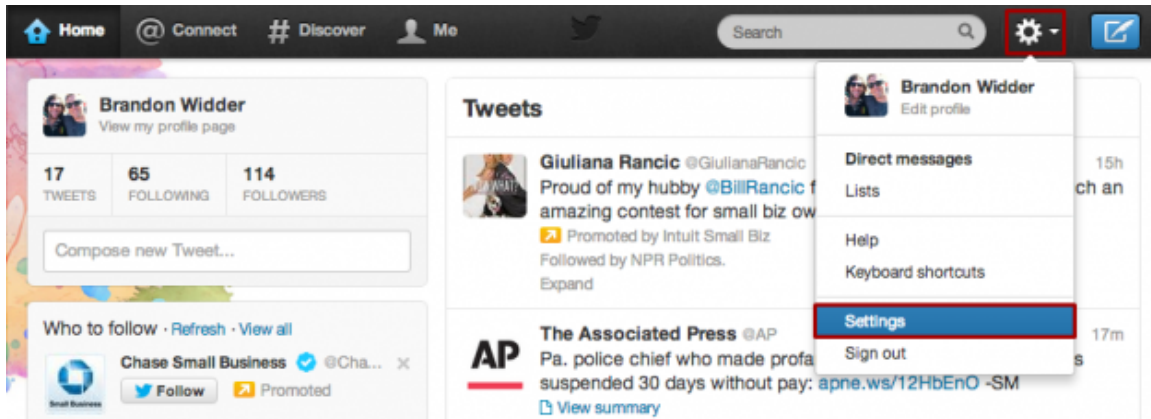 Home
@ Connect
# Discover
Me
Search
Brandon Widder
View my profile page
17
TWEETS
65
FOLLOWING
114
FOLLOWERS
Compose new Tweet...
Who to follow · Refresh · View all
Chase Small Business @Cha...
Follow
Promoted
Small Business
Tweets
Giuliana Rancic @GiulianaRancic 15h
Proud of my hubby @BillRancic f ch an
amazing contest for small biz ow
Promoted by Intuit Small Biz
Followed by NPR Politics.
Expand
AP
The Associated Press @AP 17m
Pa. police chief who made profa s
suspended 30 days without pay: apne.ws/12HbEnO -SM
View summary
Brandon Widder
Edit profile
Direct messages
Lists
Help
Keyboard shortcuts
Settings
Sign out